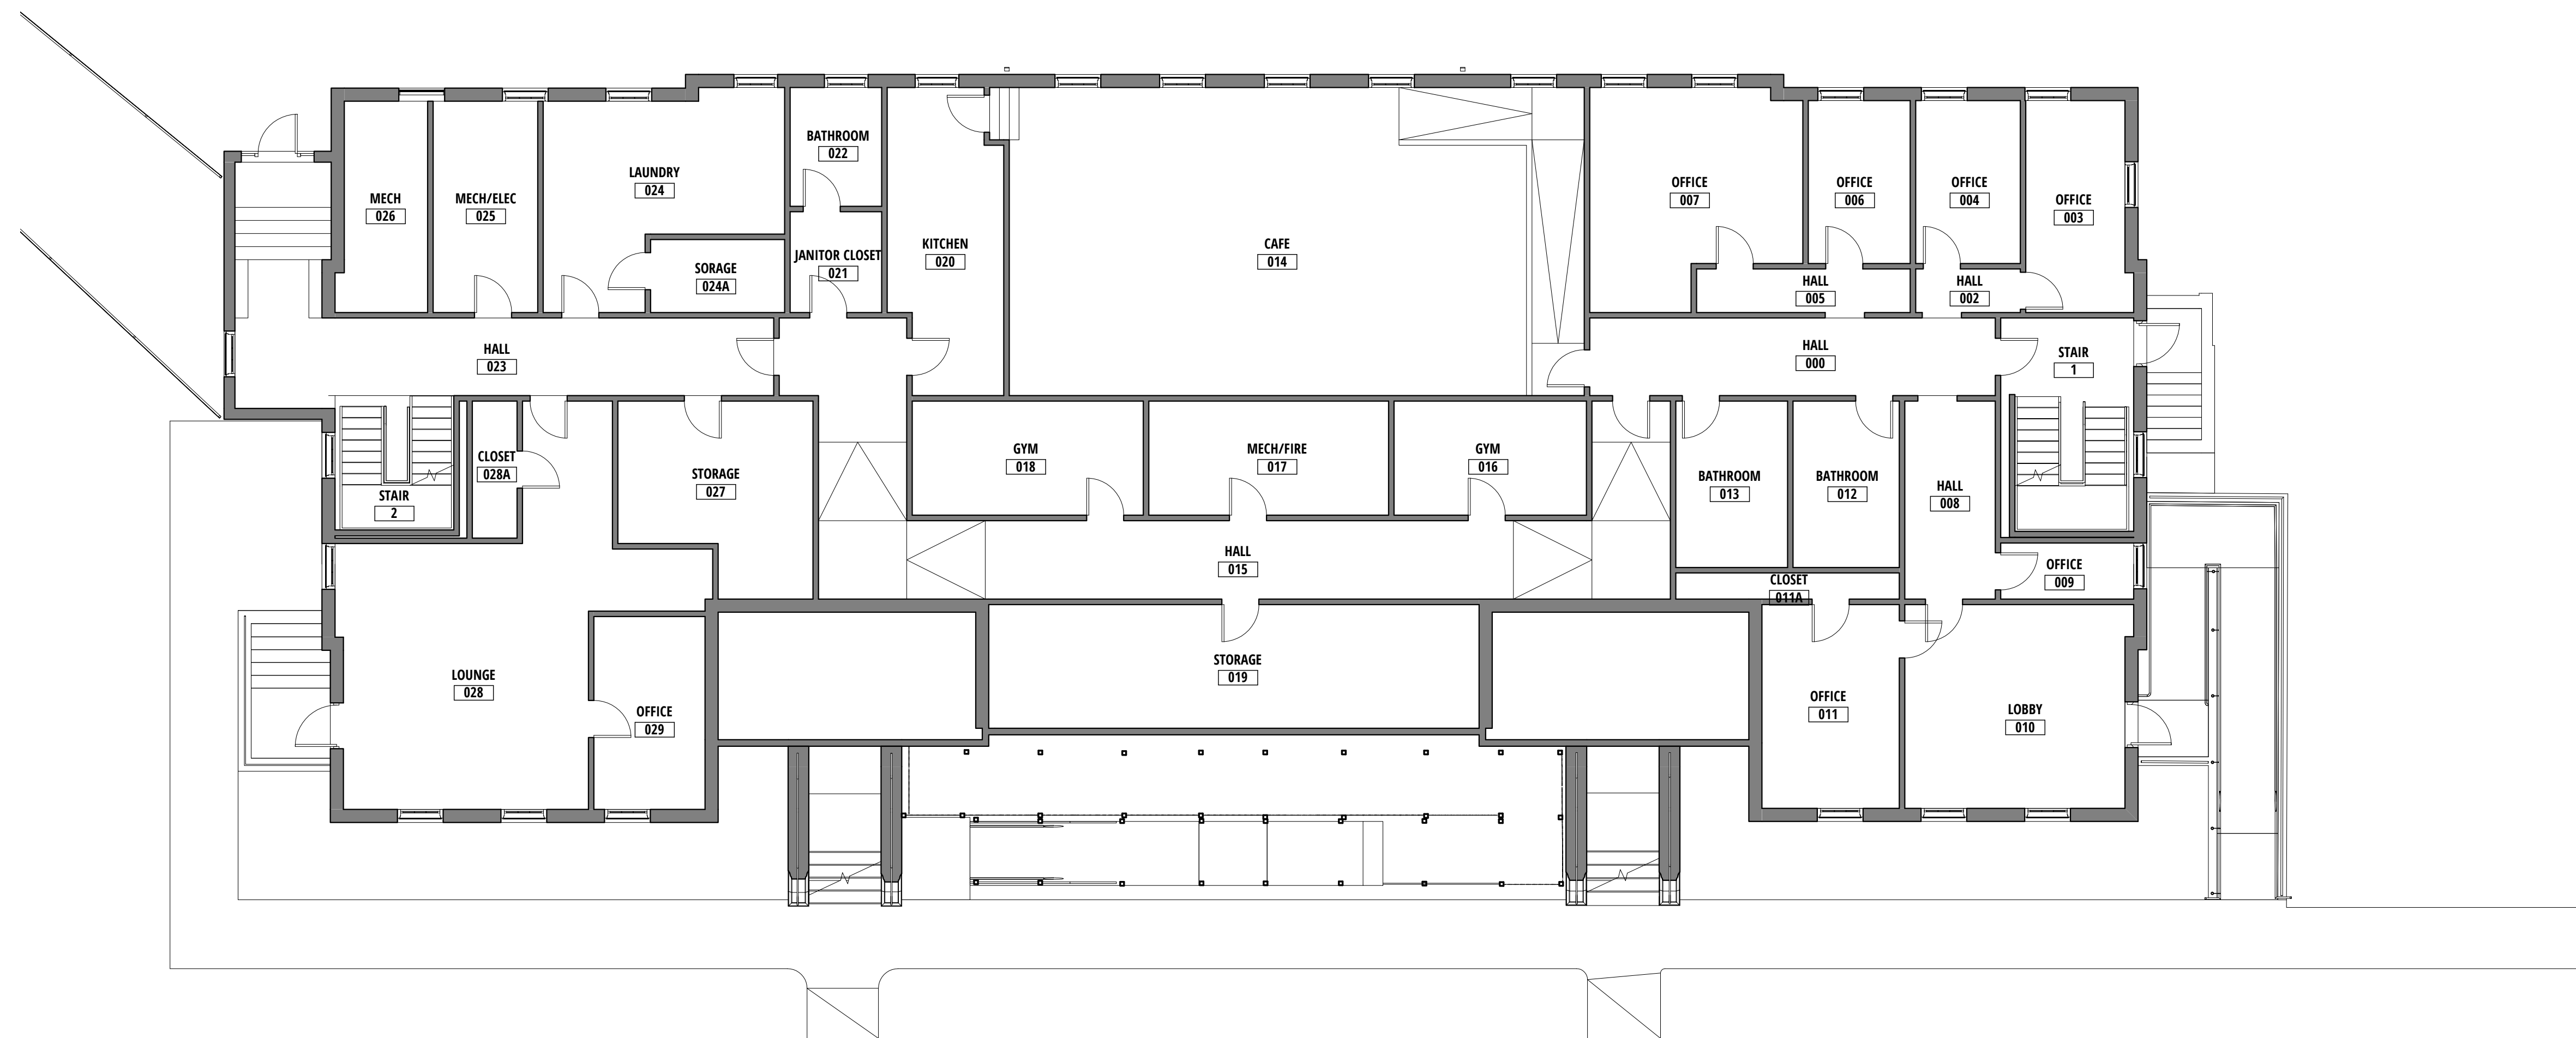 BATHROOM
022
LAUNDRY
024
MECH
026
MECH/ELEC
025
OFFICE
007
OFFICE
006
OFFICE
004
OFFICE
003
KITCHEN
020
CAFE
014
JANITOR CLOSET
021
SORAGE
024A
HALL
005
HALL
002
HALL
023
HALL
000
STAIR
1
CLOSET
028A
STORAGE
027
GYM
018
MECH/FIRE
017
GYM
016
BATHROOM
013
BATHROOM
012
HALL
008
STAIR
2
HALL
015
OFFICE
009
CLOSET
011A
LOUNGE
028
STORAGE
019
OFFICE
029
OFFICE
011
LOBBY
010